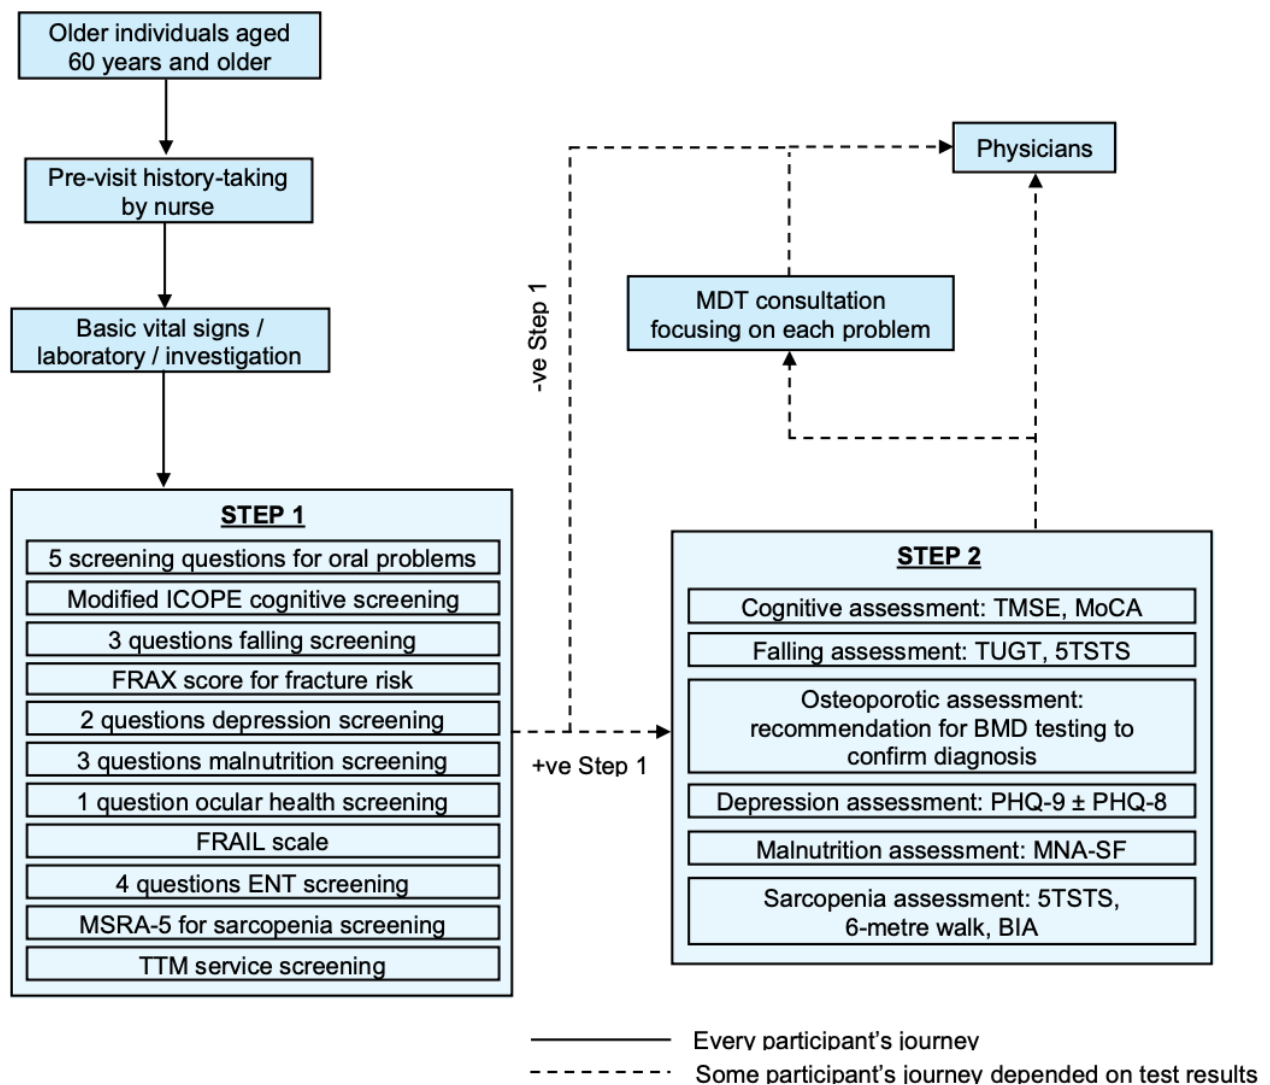 Older individuals aged
60 years and older
Pre-visit history-taking
by nurse
Basic vital signs /
laboratory / investigation
STEP 1
5 screening questions for oral problems
Modified ICOPE cognitive screening
3 questions falling screening
FRAX score for fracture risk
2 questions depression screening
3 questions malnutrition screening
1 question ocular health screening
FRAIL scale
4 questions ENT screening
MSRA-5 for sarcopenia screening
TTM service screening
-ve Step 1
+ve Step 1
Physicians
MDT consultation
focusing on each problem
STEP 2
Cognitive assessment: TMSE, MoCA
Falling assessment: TUGT, 5TSTS
Osteoporotic assessment:
recommendation for BMD testing to
confirm diagnosis
Depression assessment: PHQ-9 ± PHQ-8
Malnutrition assessment: MNA-SF
Sarcopenia assessment: 5TSTS,
6-metre walk, BIA
Every participant's journey
Some participant's journey depended on test results